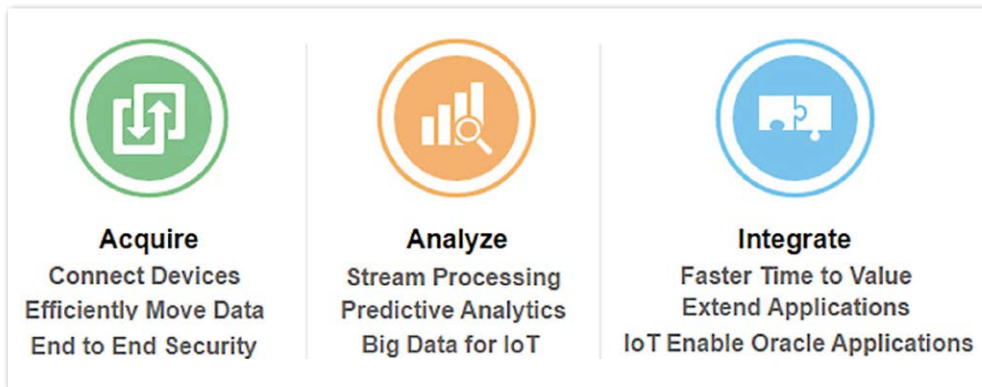 Acquire
Connect Devices
Efficiently Move Data
End to End Security
Analyze
Stream Processing
Predictive Analytics
Big Data for IoT
Integrate
Faster Time to Value
Extend Applications
IoT Enable Oracle Applications